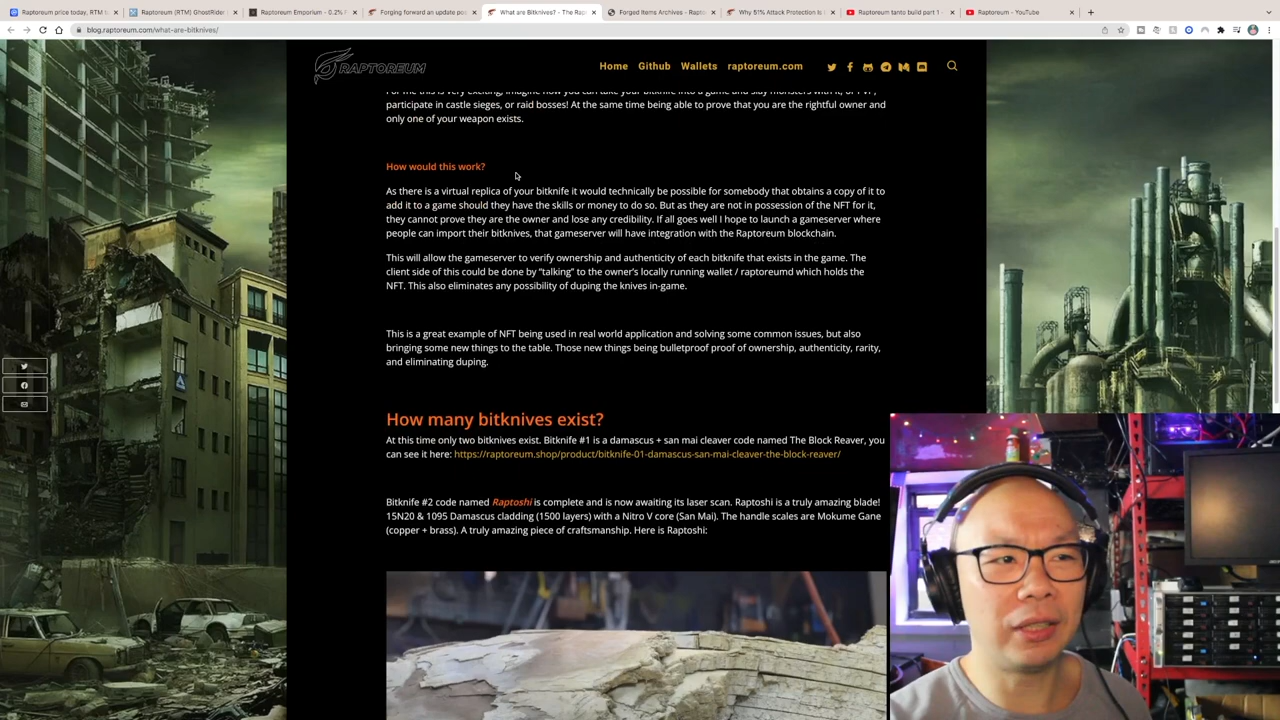 Raptoreum price today, RTM t
Raptoreum (RTM) GhostRider
Raptoreum Emporium - 0.2% F
Forging forward an update pos
What are Bitknives? - The Rap
Forged Items Archives - Rapto
Why 51% Attack Protection is
Raptoreum tanto build part 1
Raptoreum - YouTube
blog.raptoreum.com/what-are-bitknives/
RAPTOREUM
Home
Github
Wallets
raptoreum.com
For me this is very exciting, imagine how you can take your bitknife into a game and slay monsters with it, or PVP,
participate in castle sieges, or raid bosses! At the same time being able to prove that you are the rightful owner and
only one of your weapon exists.
How would this work?
As there is a virtual replica of your bitknife it would technically be possible for somebody that obtains a copy of it to
add it to a game should they have the skills or money to do so. But as they are not in possession of the NFT for it,
they cannot prove they are the owner and lose any credibility. If all goes well I hope to launch a gameserver where
people can import their bitknives, that gameserver will have integration with the Raptoreum blockchain.
This will allow the gameserver to verify ownership and authenticity of each bitknife that exists in the game. The
client side of this could be done by “talking” to the owner’s locally running wallet / raptoreumd which holds the
NFT. This also eliminates any possibility of duping the knives in-game.
This is a great example of NFT being used in real world application and solving some common issues, but also
bringing some new things to the table. Those new things being bulletproof proof of ownership, authenticity, rarity,
and eliminating duping.
How many bitknives exist?
At this time only two bitknives exist. Bitknife #1 is a damascus + san mai cleaver code named The Block Reaver, you
can see it here: https://raptoreum.shop/product/bitknife-01-damascus-san-mai-cleaver-the-block-reaver/
Bitknife #2 code named Raptoshi is complete and is now awaiting its laser scan. Raptoshi is a truly amazing blade!
15N20 & 1095 Damascus cladding (1500 layers) with a Nitro V core (San Mai). The handle scales are Mokume Gane
(copper + brass). A truly amazing piece of craftsmanship. Here is Raptoshi: